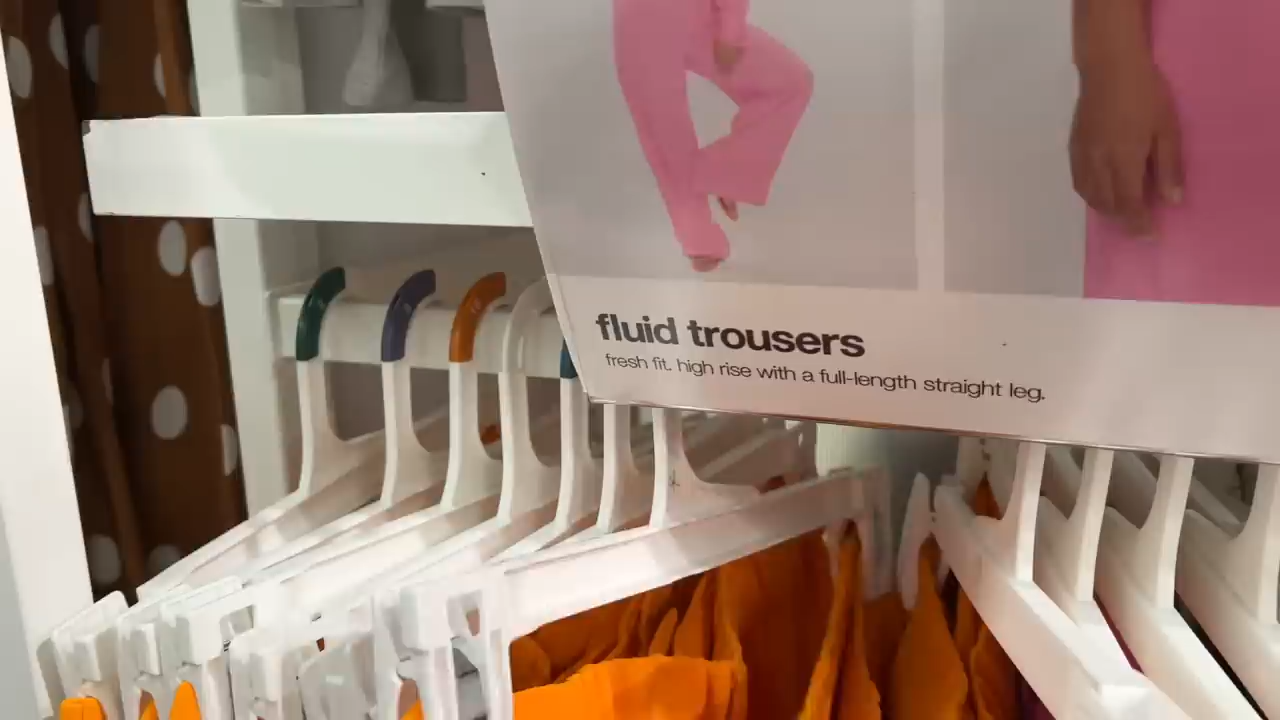 fluid trousers
fresh fit. high rise with a full-length straight leg.